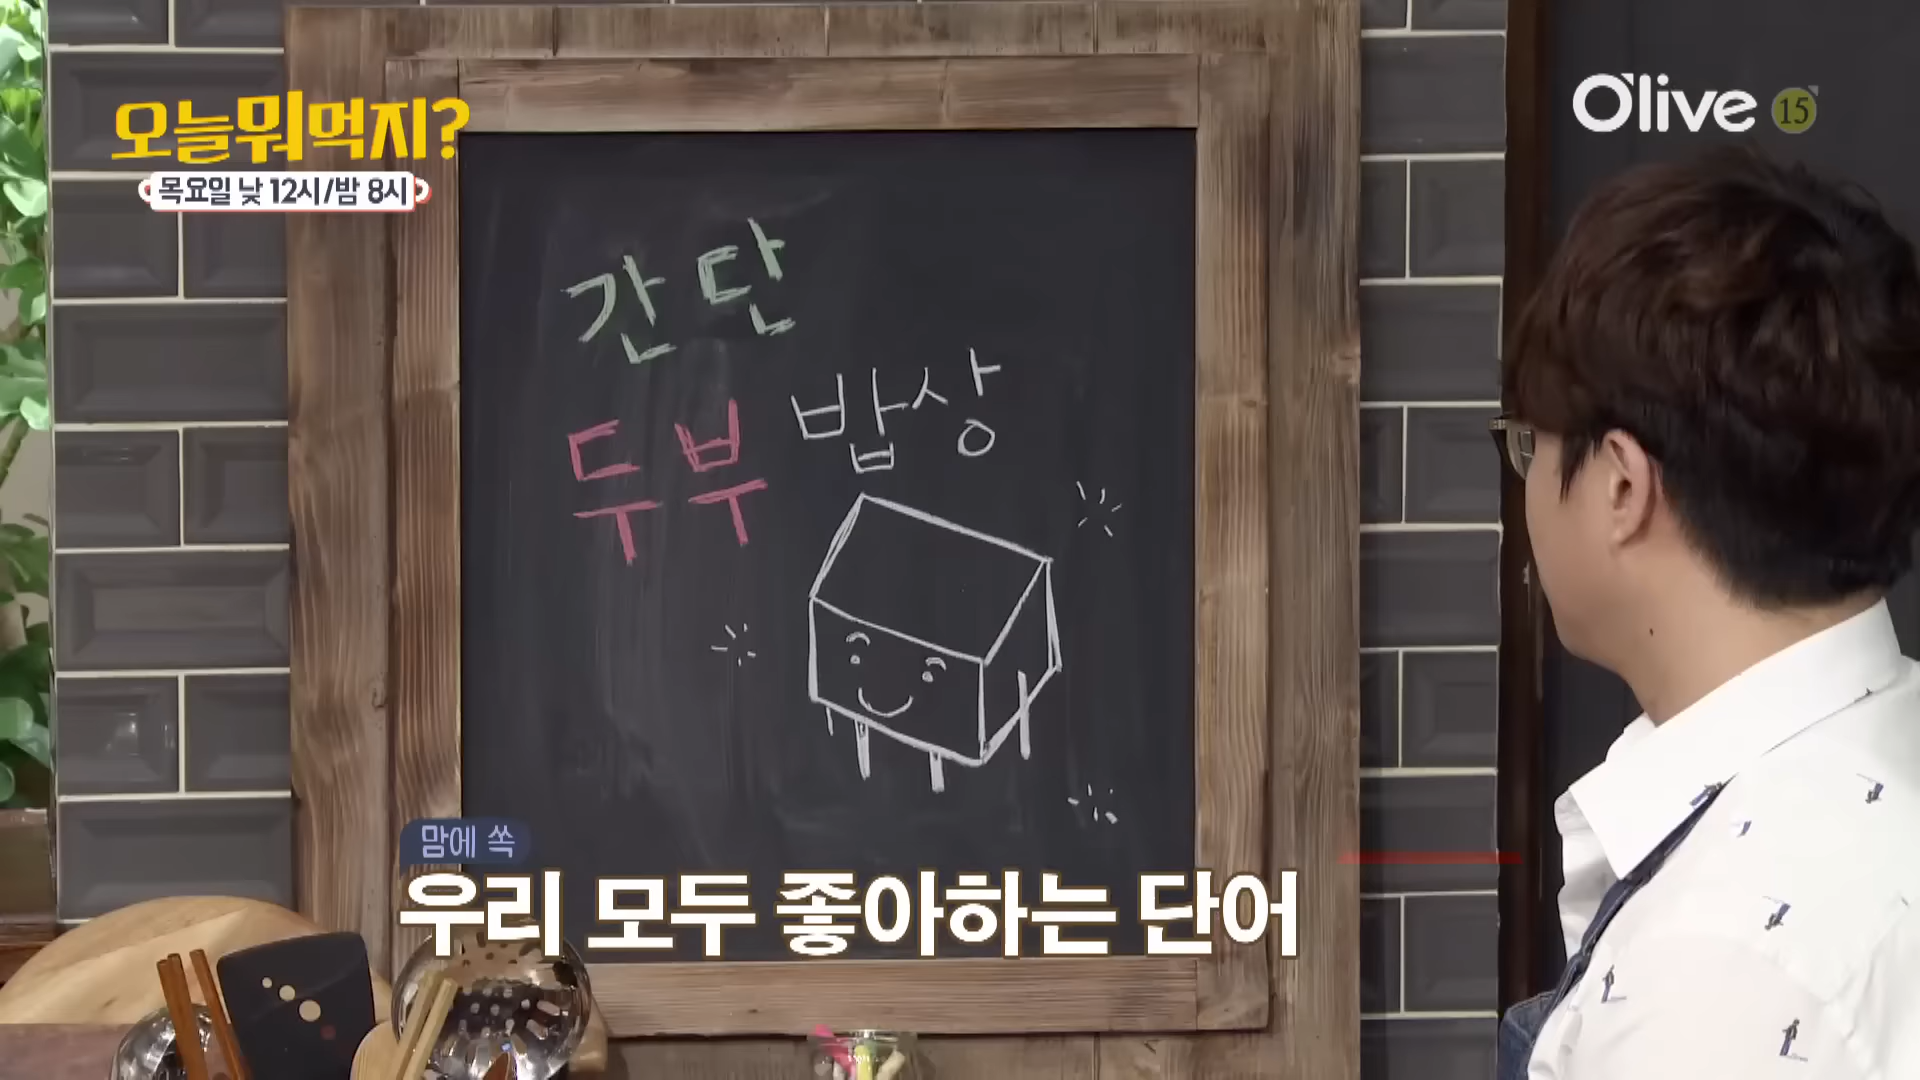 오늘뭐먹지?
목요일 낮 12시/밤 8시
Olive 15
간단
두부 밥상
맘에 쏙
우리 모두 좋아하는 단어